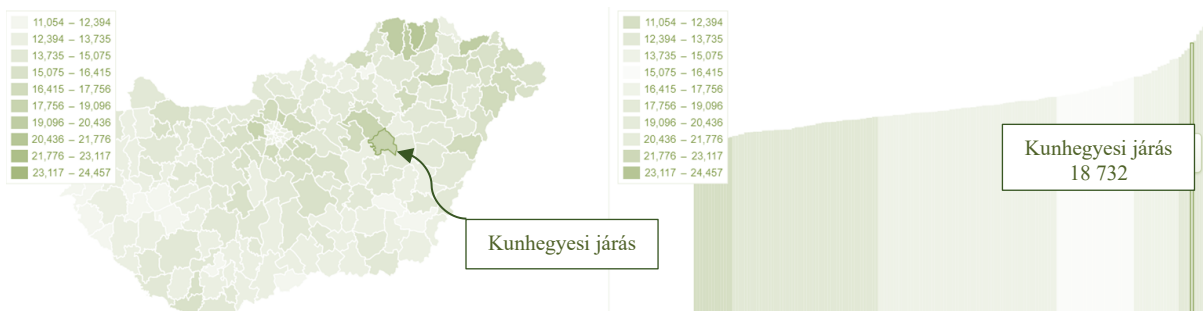 11,054 – 12,394
12,394 – 13,735
13,735 – 15,075
15,075 – 16,415
16,415 – 17,756
17,756 – 19,096
19,096 – 20,436
20,436 – 21,776
21,776 – 23,117
23,117 – 24,457
Kunhegyesi járás
11,054 – 12,394
12,394 – 13,735
13,735 – 15,075
15,075 – 16,415
16,415 – 17,756
17,756 – 19,096
19,096 – 20,436
20,436 – 21,776
21,776 – 23,117
23,117 – 24,457
Kunhegyesi járás
18 732